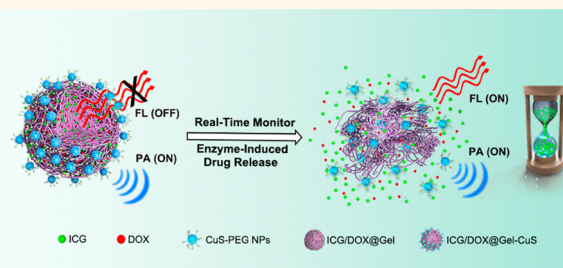 FL (OFF)
PA (ON)
Real-Time Monitor
Enzyme-Induced
Drug Release
FL (ON)
PA (ON)
ICG
DOX
CuS-PEG NPs
ICG/DOX@Gel
ICG/DOX@Gel-CuS